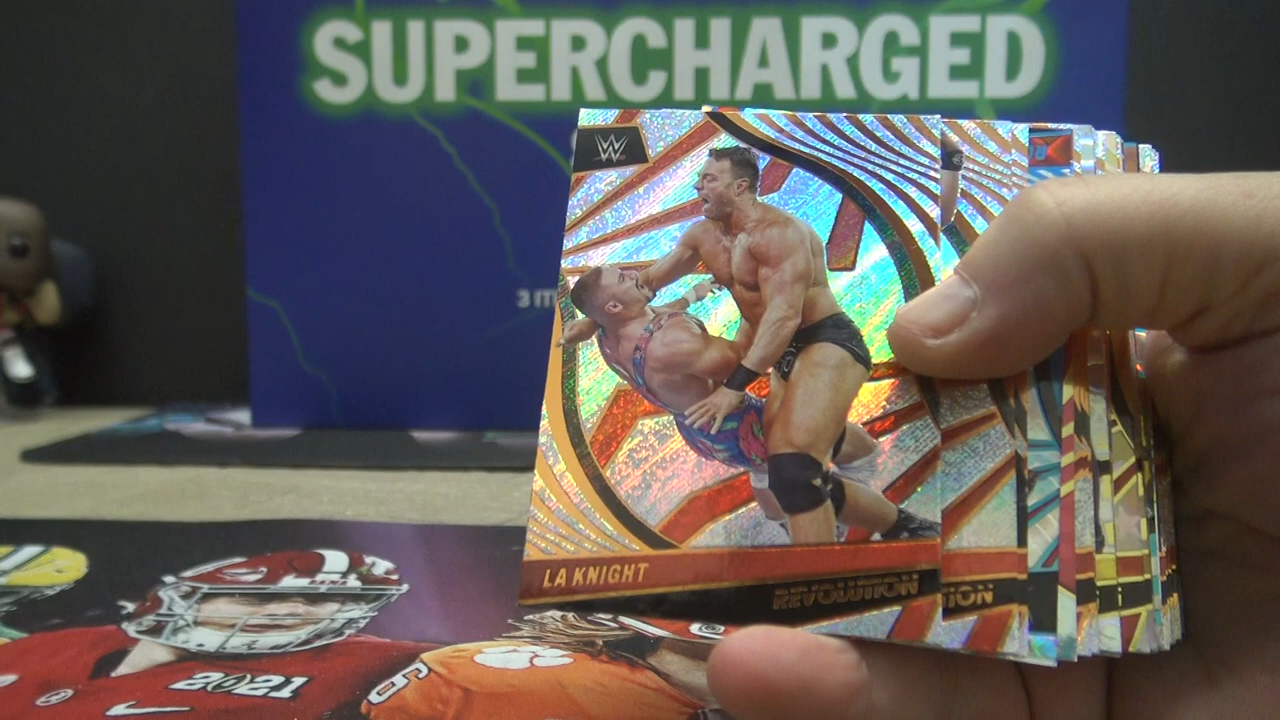 SUPERCHARGED
3 IT
W
LA KNIGHT
REVOLUTION
TION
2021
6